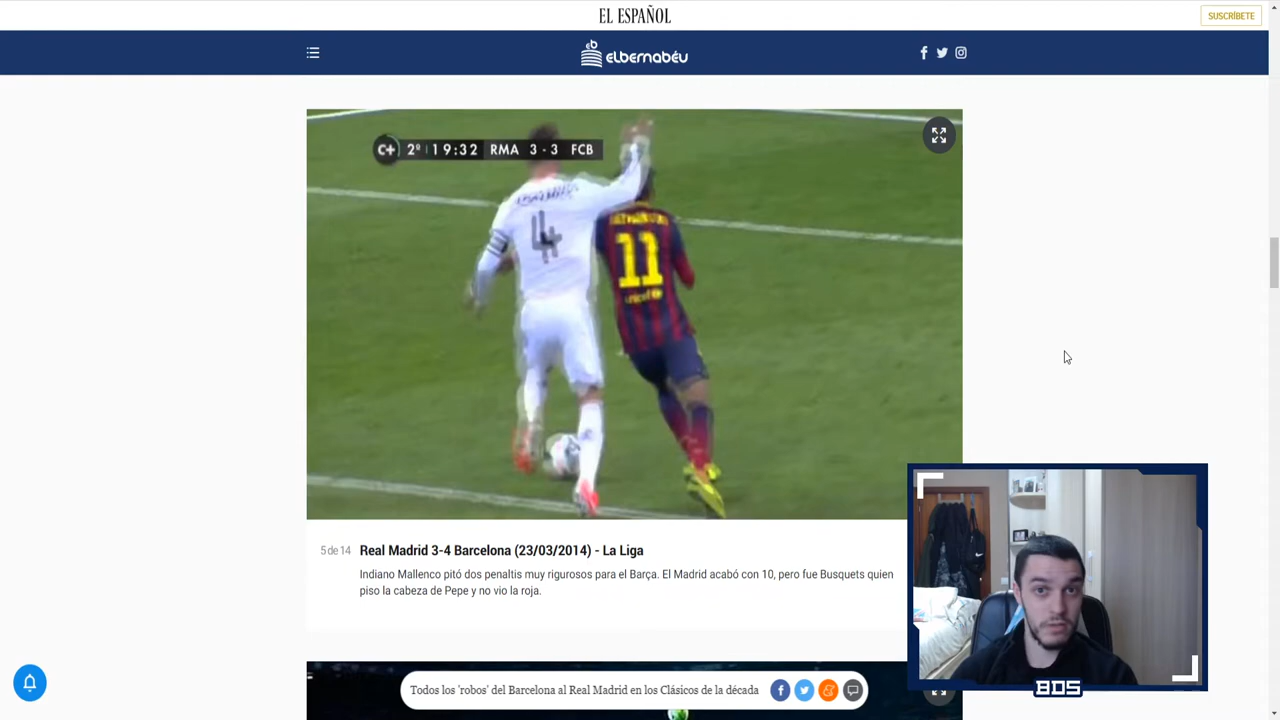 EL ESPAÑOL
SUSCRÍBETE
elbernabéu
C+ 2º 19:32 RMA 3 - 3 FCB
4
11
unicef
5 de 14
Real Madrid 3-4 Barcelona (23/03/2014) - La Liga
Indiano Mallenco pitó dos penaltis muy rigurosos para el Barça. El Madrid acabó con 10, pero fue Busquets quien
piso la cabeza de Pepe y no vio la roja.
Todos los 'robos' del Barcelona al Real Madrid en los Clásicos de la década